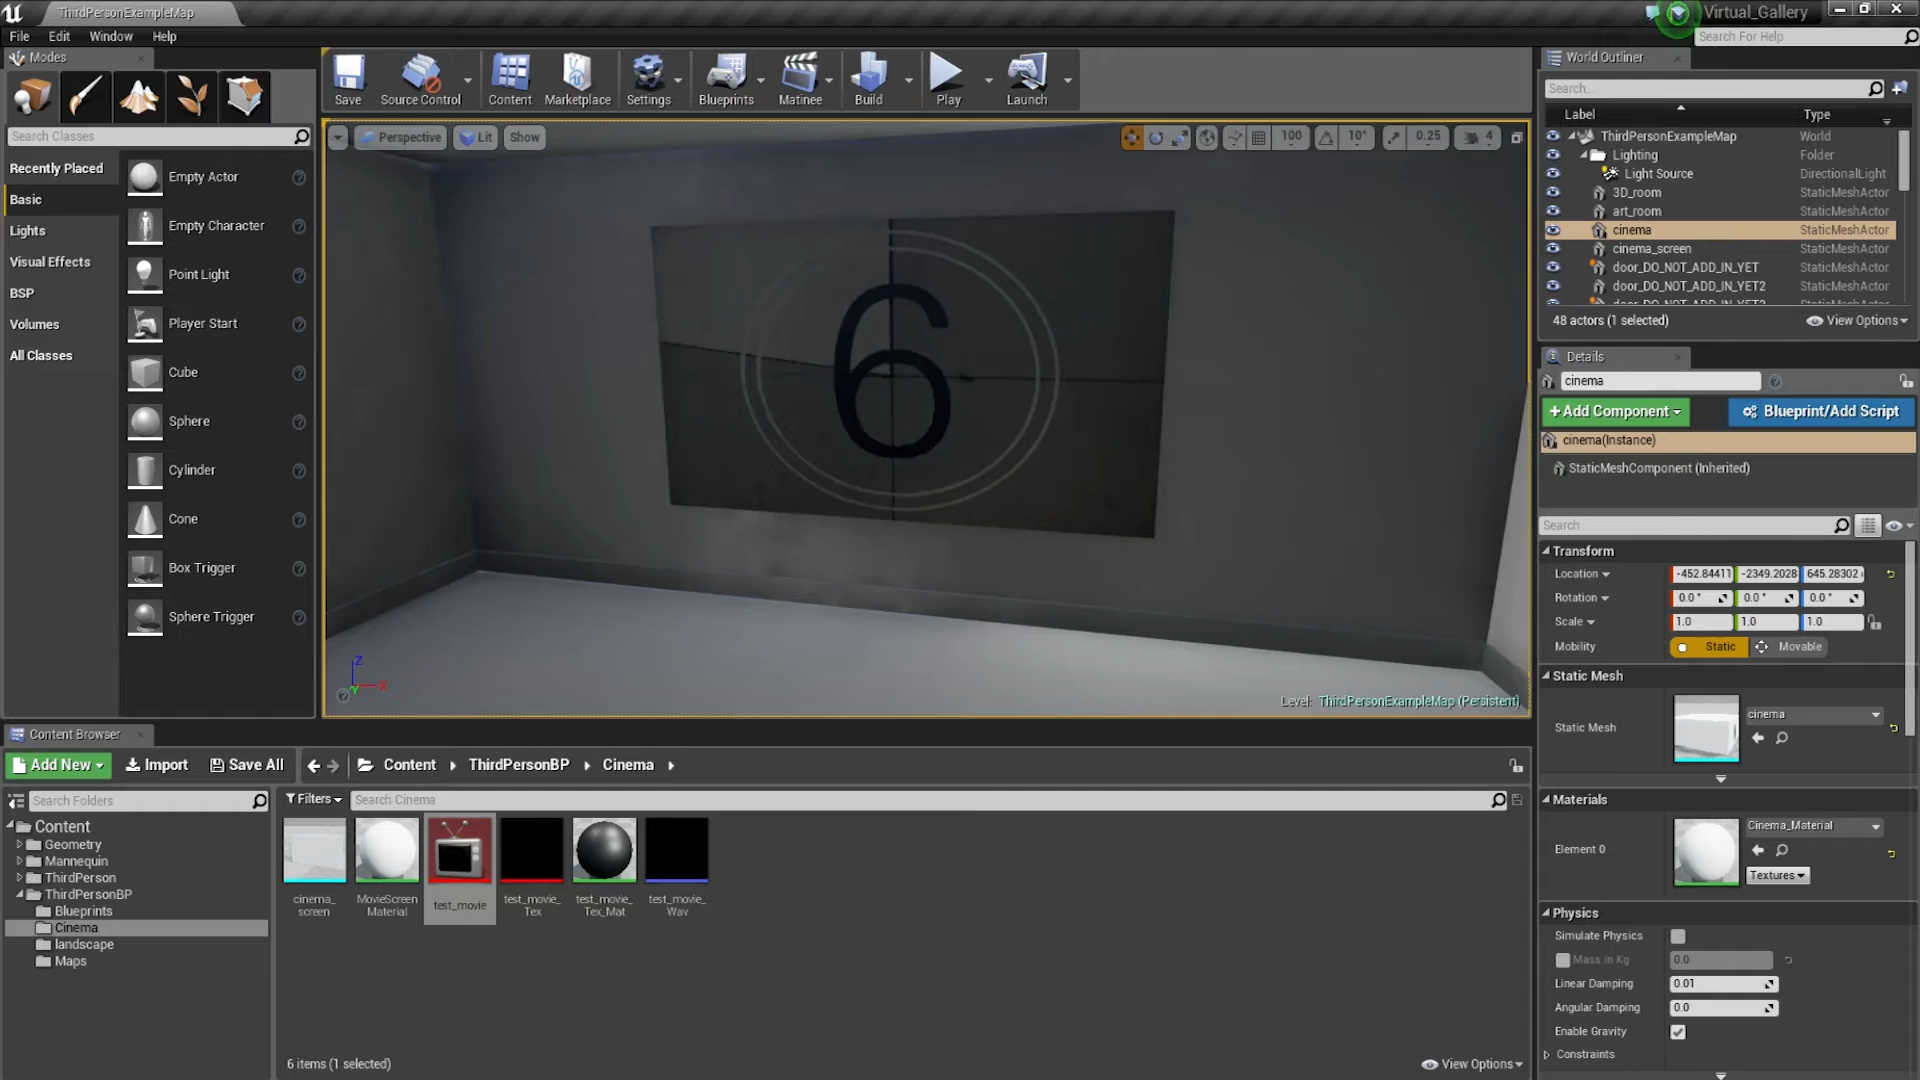 ThirdPersonExampleMap
Virtual_Gallery
File Edit Window Help
Search For Help
Modes
Search Classes
Recently Placed
Basic
Lights
Visual Effects
BSP
Volumes
All Classes
Empty Actor
Empty Character
Point Light
Player Start
Cube
Sphere
Cylinder
Cone
Box Trigger
Sphere Trigger
Save
Source Control
Content
Marketplace
Settings
Blueprints
Matinee
Build
Play
Launch
Perspective
Lit
Show
100
10°
0.25
4
6
Z
X
Y
Level: ThirdPersonExampleMap (Persistent)
World Outliner
Search...
Label Type
ThirdPersonExampleMap World
Lighting Folder
Light Source DirectionalLight
3D_room StaticMeshActor
art_room StaticMeshActor
cinema StaticMeshActor
cinema_screen StaticMeshActor
door_DO_NOT_ADD_IN_YET StaticMeshActor
door_DO_NOT_ADD_IN_YET2 StaticMeshActor
48 actors (1 selected)
View Options
Details
cinema
+Add Component
Blueprint/Add Script
cinema(Instance)
StaticMeshComponent (Inherited)
Search
Transform
Location -452.84411 -2349.2028 645.28302
Rotation 0.0 ° 0.0 ° 0.0 °
Scale 1.0 1.0 1.0
Mobility Static Movable
Static Mesh
Static Mesh
cinema
Materials
Element 0
Cinema_Material
Textures
Physics
Simulate Physics
Mass in Kg 0.0
Linear Damping 0.01
Angular Damping 0.0
Enable Gravity
Constraints
Content Browser
Add New
Import
Save All
Content
ThirdPersonBP
Cinema
Search Folders
Filters
Search Cinema
Content
Geometry
Mannequin
ThirdPerson
ThirdPersonBP
Blueprints
Cinema
landscape
Maps
cinema_
screen
MovieScreen
Material
test_movie
test_movie_
Tex
test_movie_
Tex_Mat
test_movie_
Wav
6 items (1 selected)
View Options